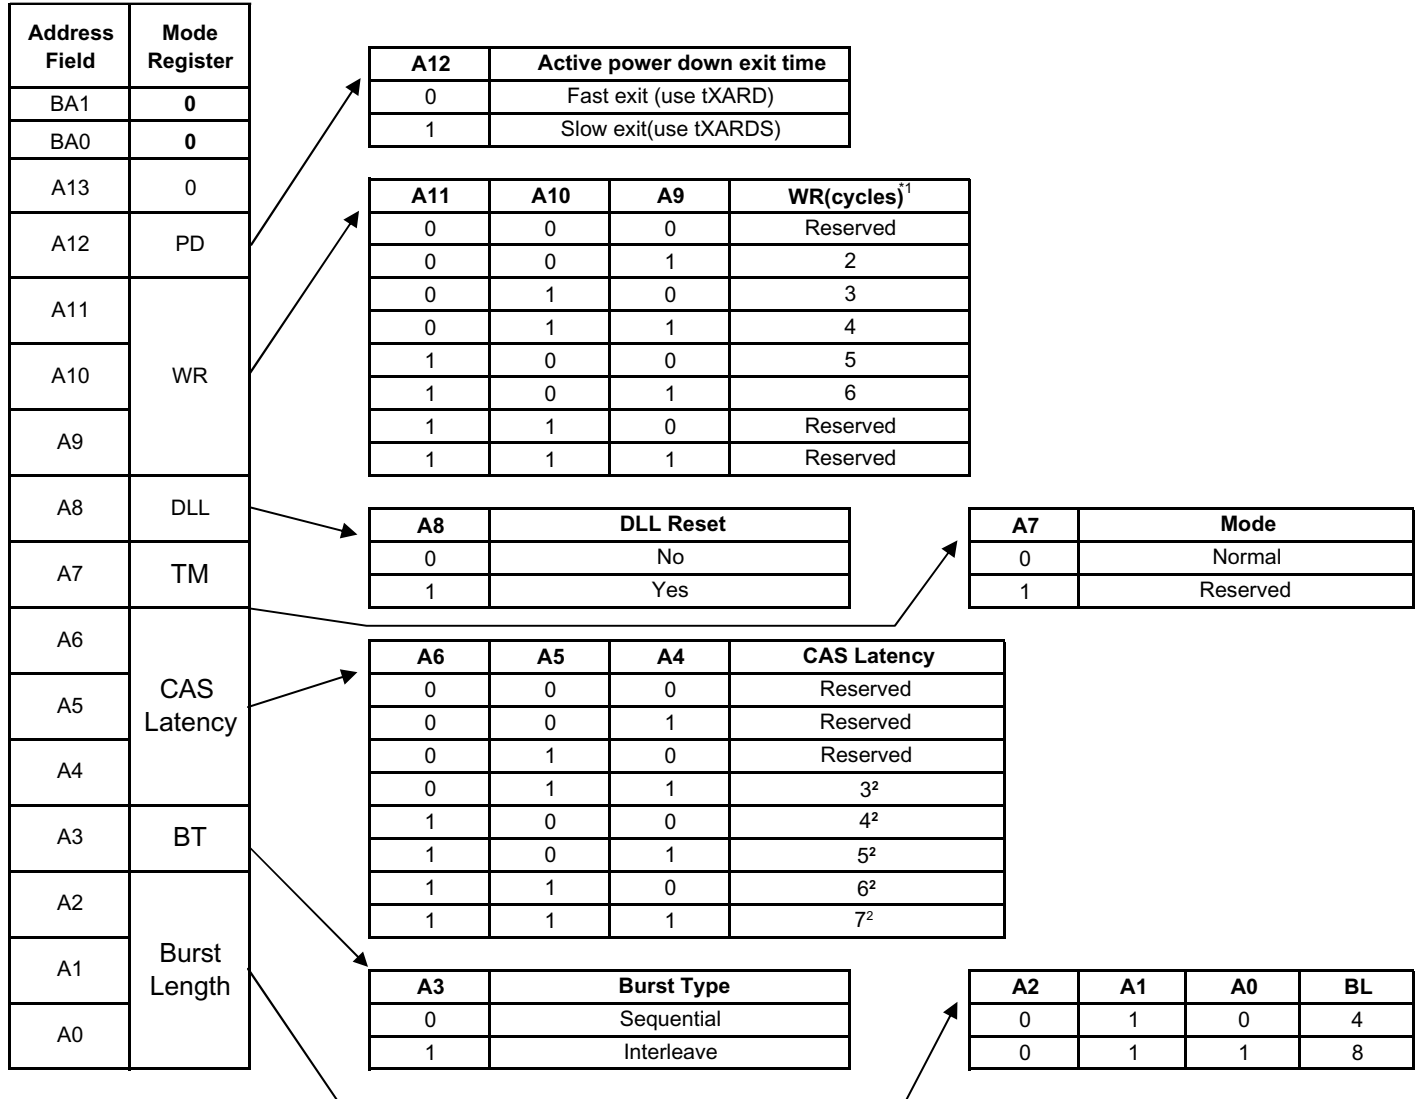 Address Field | Mode Register
BA1 | 0
BA0 | 0
A13 | 0
A12 | PD
A11
A10 | WR
A9
A8 | DLL
A7 | TM
A6
A5 | CAS Latency
A4
A3 | BT
A2
A1 | Burst Length
A0
A12 | Active power down exit time
0 | Fast exit (use tXARD)
1 | Slow exit(use tXARDS)
A11 | A10 | A9 | WR(cycles)*1
0 | 0 | 0 | Reserved
0 | 0 | 1 | 2
0 | 1 | 0 | 3
0 | 1 | 1 | 4
1 | 0 | 0 | 5
1 | 0 | 1 | 6
1 | 1 | 0 | Reserved
1 | 1 | 1 | Reserved
A8 | DLL Reset
0 | No
1 | Yes
A7 | Mode
0 | Normal
1 | Reserved
A6 | A5 | A4 | CAS Latency
0 | 0 | 0 | Reserved
0 | 0 | 1 | Reserved
0 | 1 | 0 | Reserved
0 | 1 | 1 | 3²
1 | 0 | 0 | 4²
1 | 0 | 1 | 5²
1 | 1 | 0 | 6²
1 | 1 | 1 | 7²
A3 | Burst Type
0 | Sequential
1 | Interleave
A2 | A1 | A0 | BL
0 | 1 | 0 | 4
0 | 1 | 1 | 8